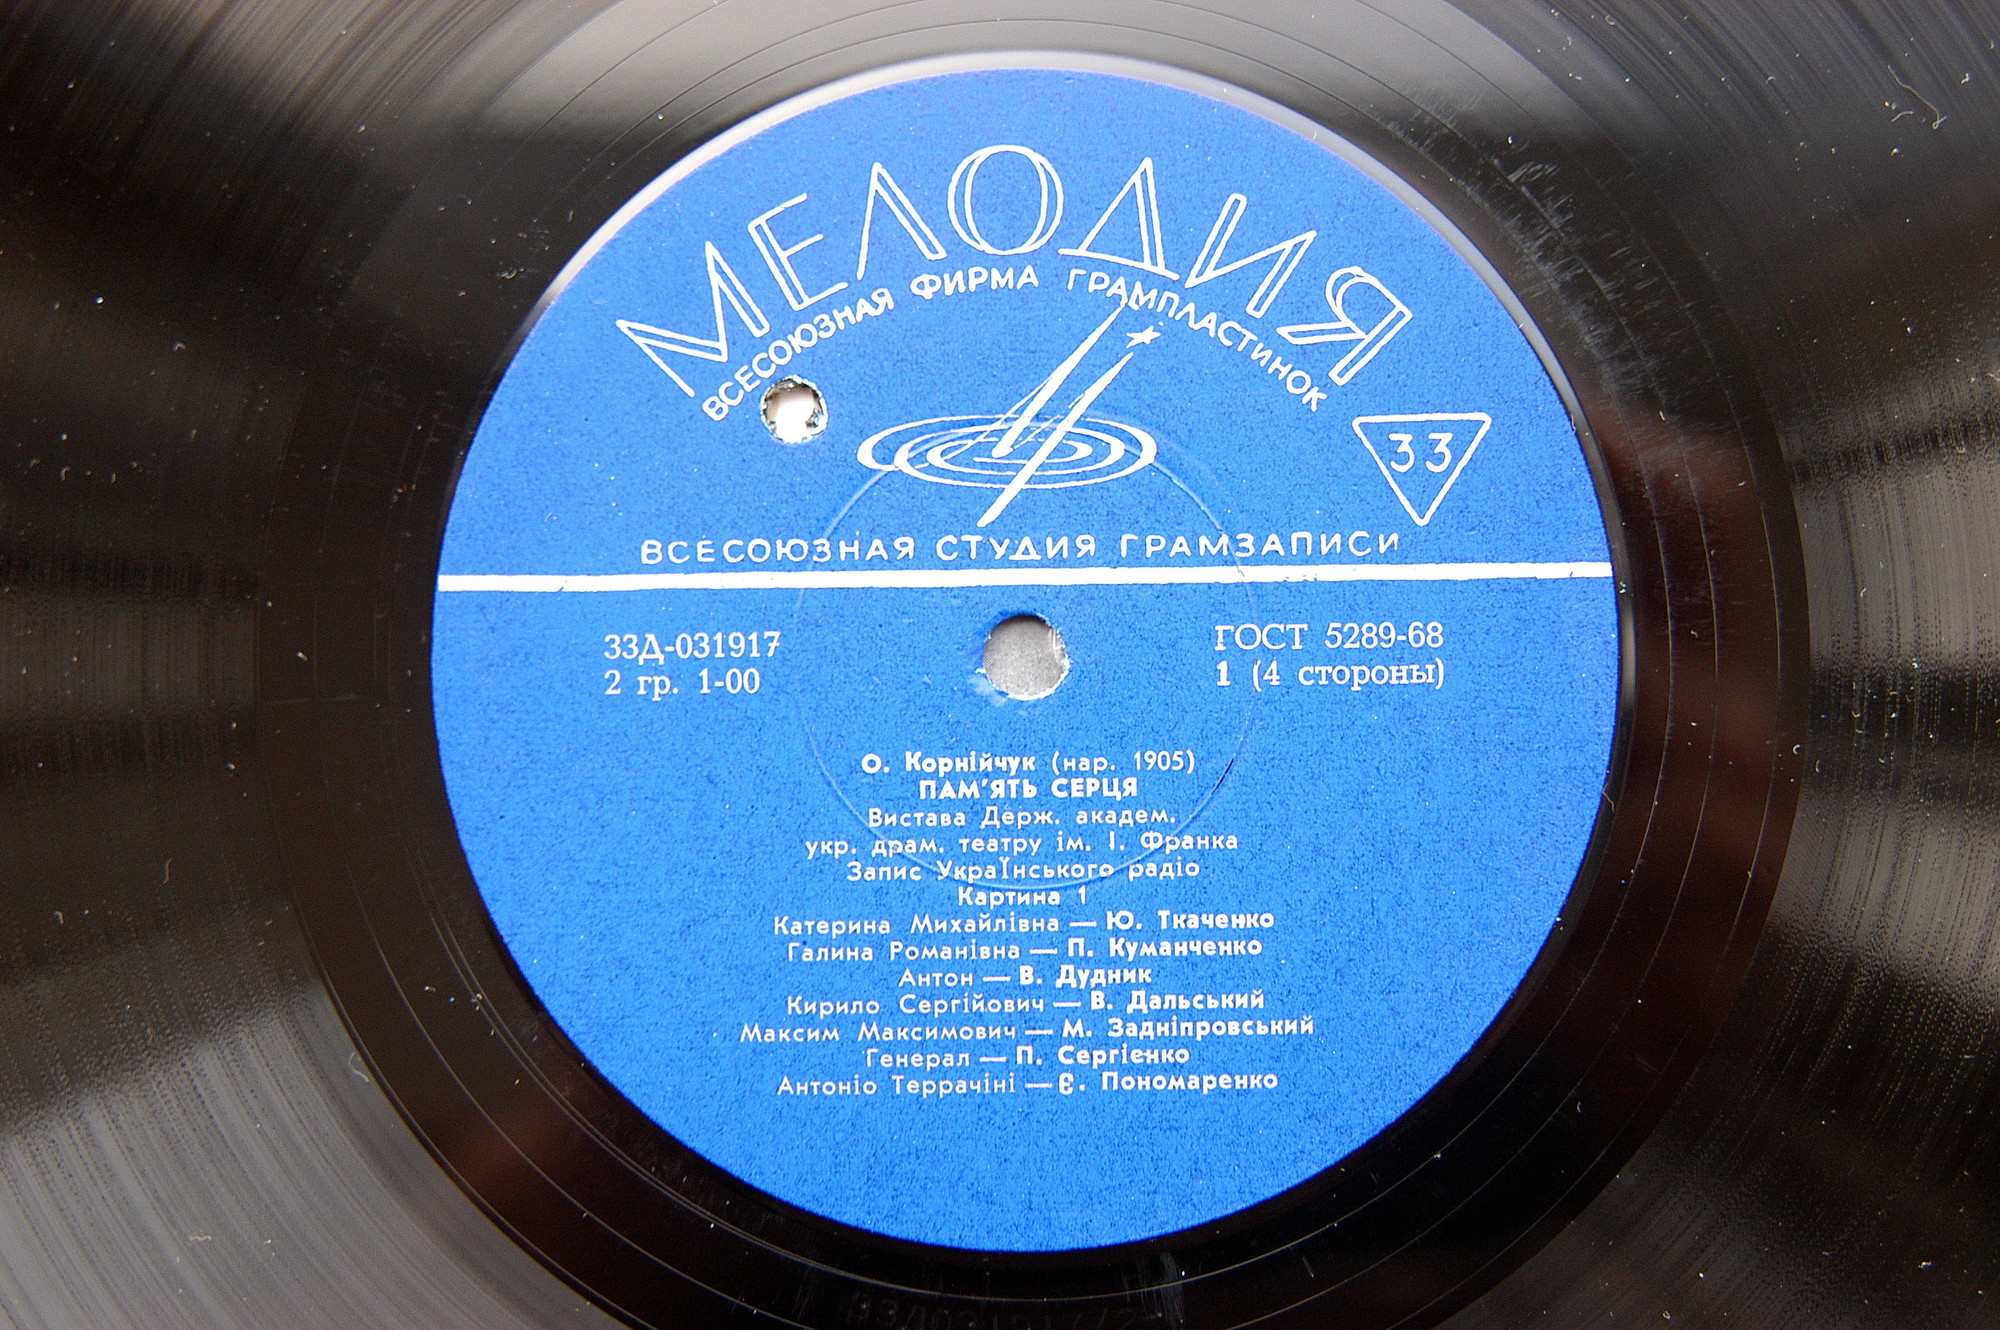 МЕЛОДИЯ
ВСЕСОЮЗНАЯ ФИРМА ГРАМПЛАСТИНОК
33
ВСЕСОЮЗНАЯ СТУДИЯ ГРАМЗАПИСИ
33Д-031917
2 гр. 1-00
ГОСТ 5289-68
1 (4 стороны)
О. Корнійчук (нар. 1905)
ПАМ'ЯТЬ СЕРЦЯ
Вистава Держ. академ.
укр. драм. театру ім. І. Франка
Запис Українського радіо
Картина 1
Катерина Михайлівна — Ю. Ткаченко
Галина Романівна — П. Куманченко
Антон — В. Дудник
Кирило Сергійович — В. Дальський
Максим Максимович — М. Задніпровський
Генерал — П. Сергієнко
Антоніо Террачіні — Є. Пономаренко